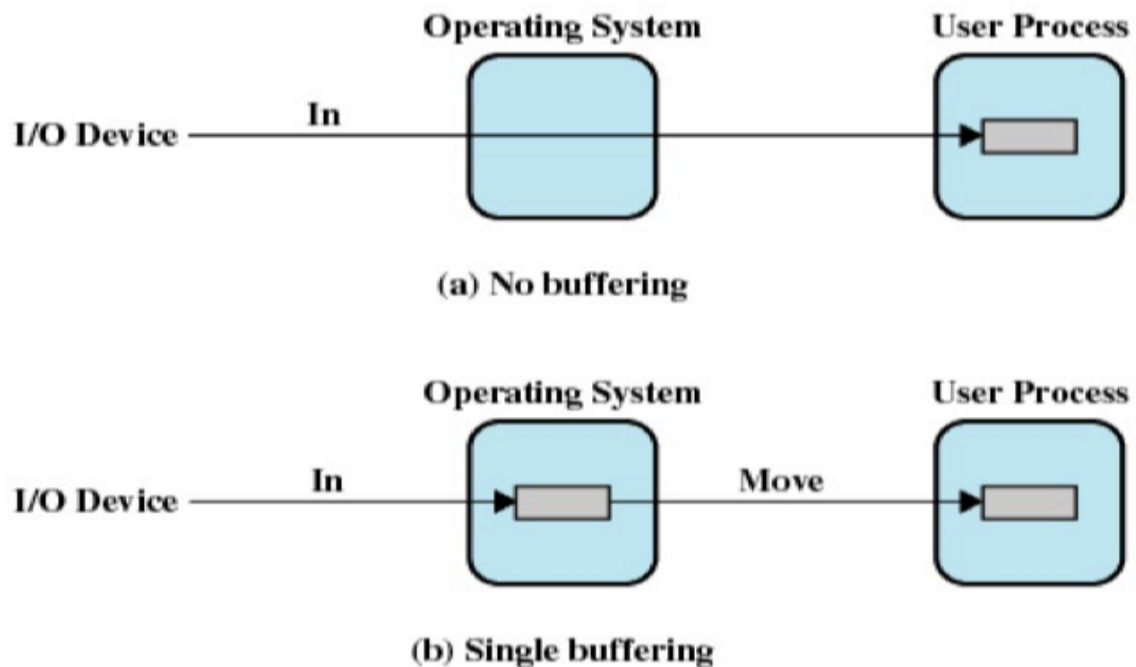 Operating System
User Process
I/O Device
In
(a) No buffering
Operating System
User Process
I/O Device
In
Move
(b) Single buffering